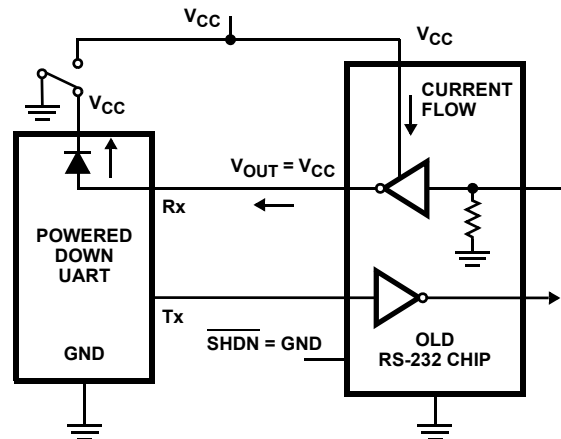 VCC
VCC
VCC
CURRENT
FLOW
VOUT = VCC
Rx
POWERED
DOWN
UART
Tx
GND
SHDN = GND
OLD
RS-232 CHIP